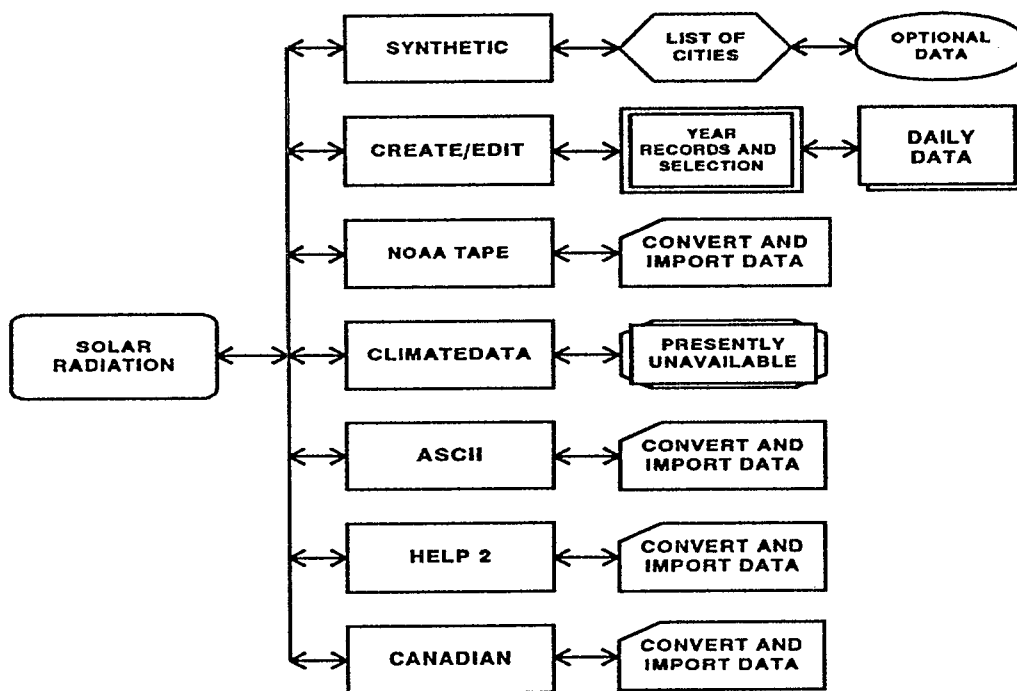 SYNTHETIC
LIST OF
CITIES
OPTIONAL
DATA
CREATE/EDIT
YEAR
RECORDS AND
SELECTION
DAILY
DATA
NOAA TAPE
CONVERT AND
IMPORT DATA
SOLAR
RADIATION
CLIMATEDATA
PRESENTLY
UNAVAILABLE
ASCII
CONVERT AND
IMPORT DATA
HELP 2
CONVERT AND
IMPORT DATA
CANADIAN
CONVERT AND
IMPORT DATA